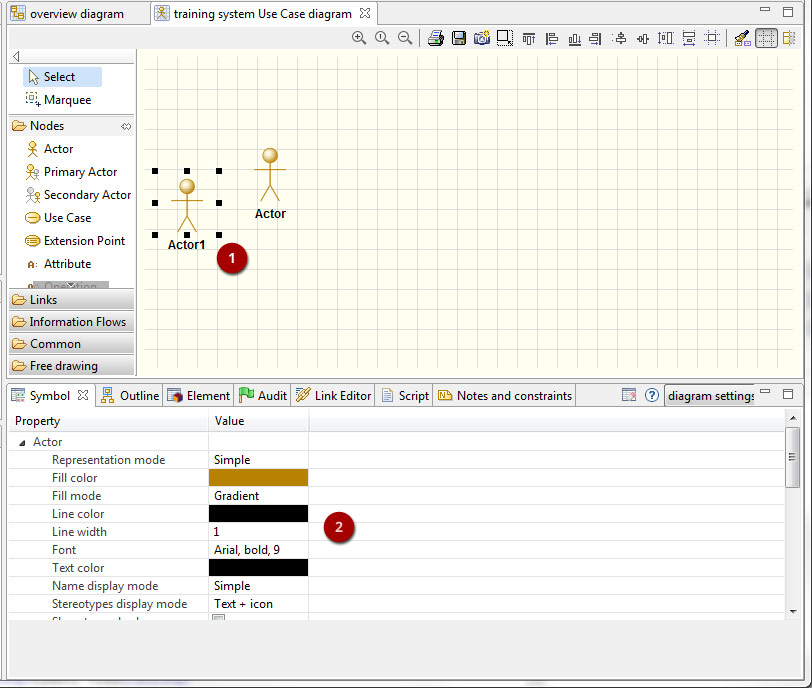 overview diagram
training system Use Case diagram
Select
Marquee
Nodes
Actor
Primary Actor
Secondary Actor
Use Case
Extension Point
A: Attribute
Links
Information Flows
Common
Free drawing
Actor
Actor1
1
Symbol
Outline
Element
Audit
Link Editor
Script
Notes and constraints
diagram settings
Property Value
Actor
Representation mode Simple
Fill color
Fill mode Gradient
Line color
Line width 1
2
Font Arial, bold, 9
Text color
Name display mode Simple
Stereotypes display mode Text + icon